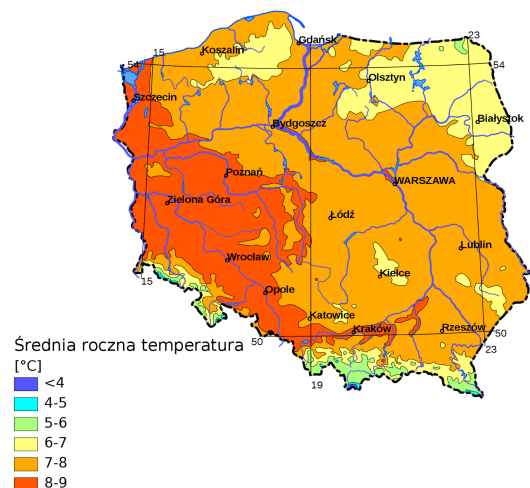 23
Gdańsk
15
Koszalin
54
54
Olsztyn
Szczecin
Białystok
Bydgoszcz
Poznań
WARSZAWA
Zielona Góra
Łódź
Lublin
Wrocław
Kielce
15
Opole
Katowice
Kraków
Rzeszów
50
50
23
Średnia roczna temperatura
[°C]
19
<4
4-5
5-6
6-7
7-8
8-9